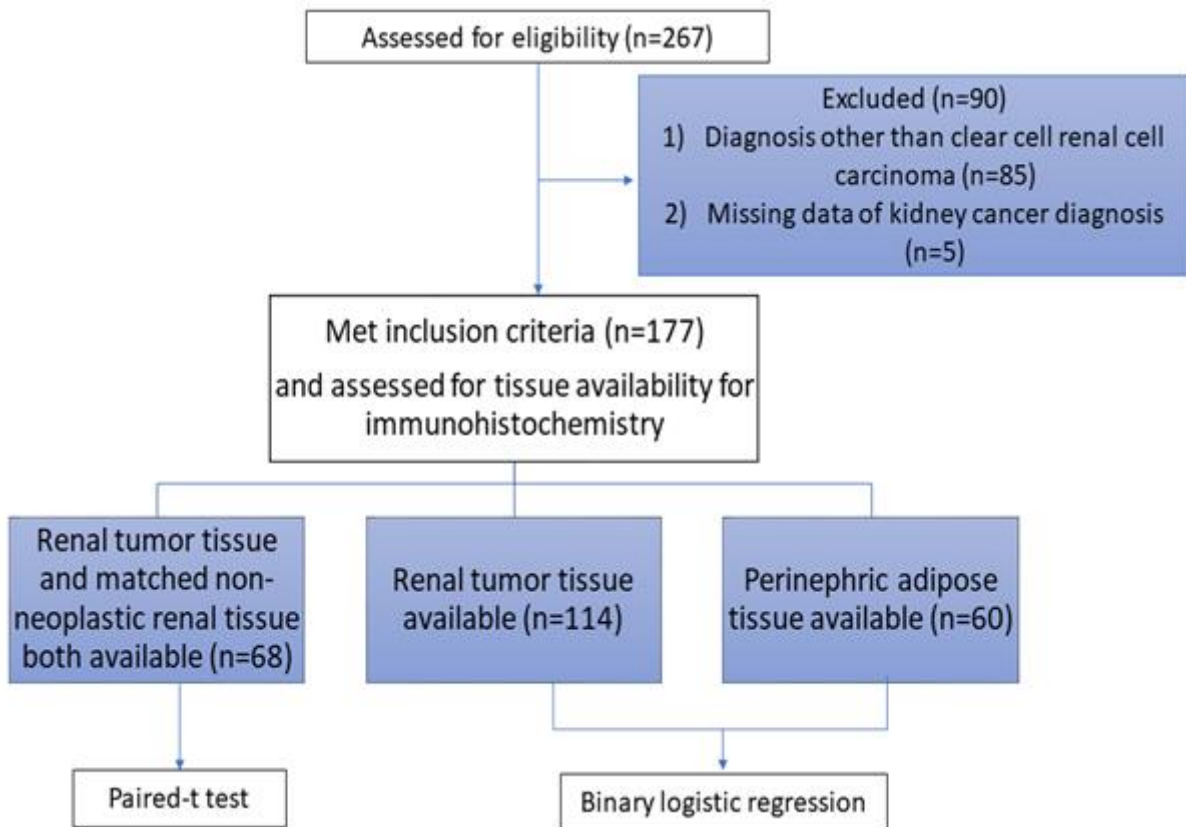 Assessed for eligibility (n=267)
Excluded (n=90)
1) Diagnosis other than clear cell renal cell
carcinoma (n=85)
2) Missing data of kidney cancer diagnosis
(n=5)
Met inclusion criteria (n=177)
and assessed for tissue availability for
immunohistochemistry
Renal tumor tissue
and matched non-
neoplastic renal tissue
both available (n=68)
Renal tumor tissue
available (n=114)
Perinephric adipose
tissue available (n=60)
Paired-t test
Binary logistic regression